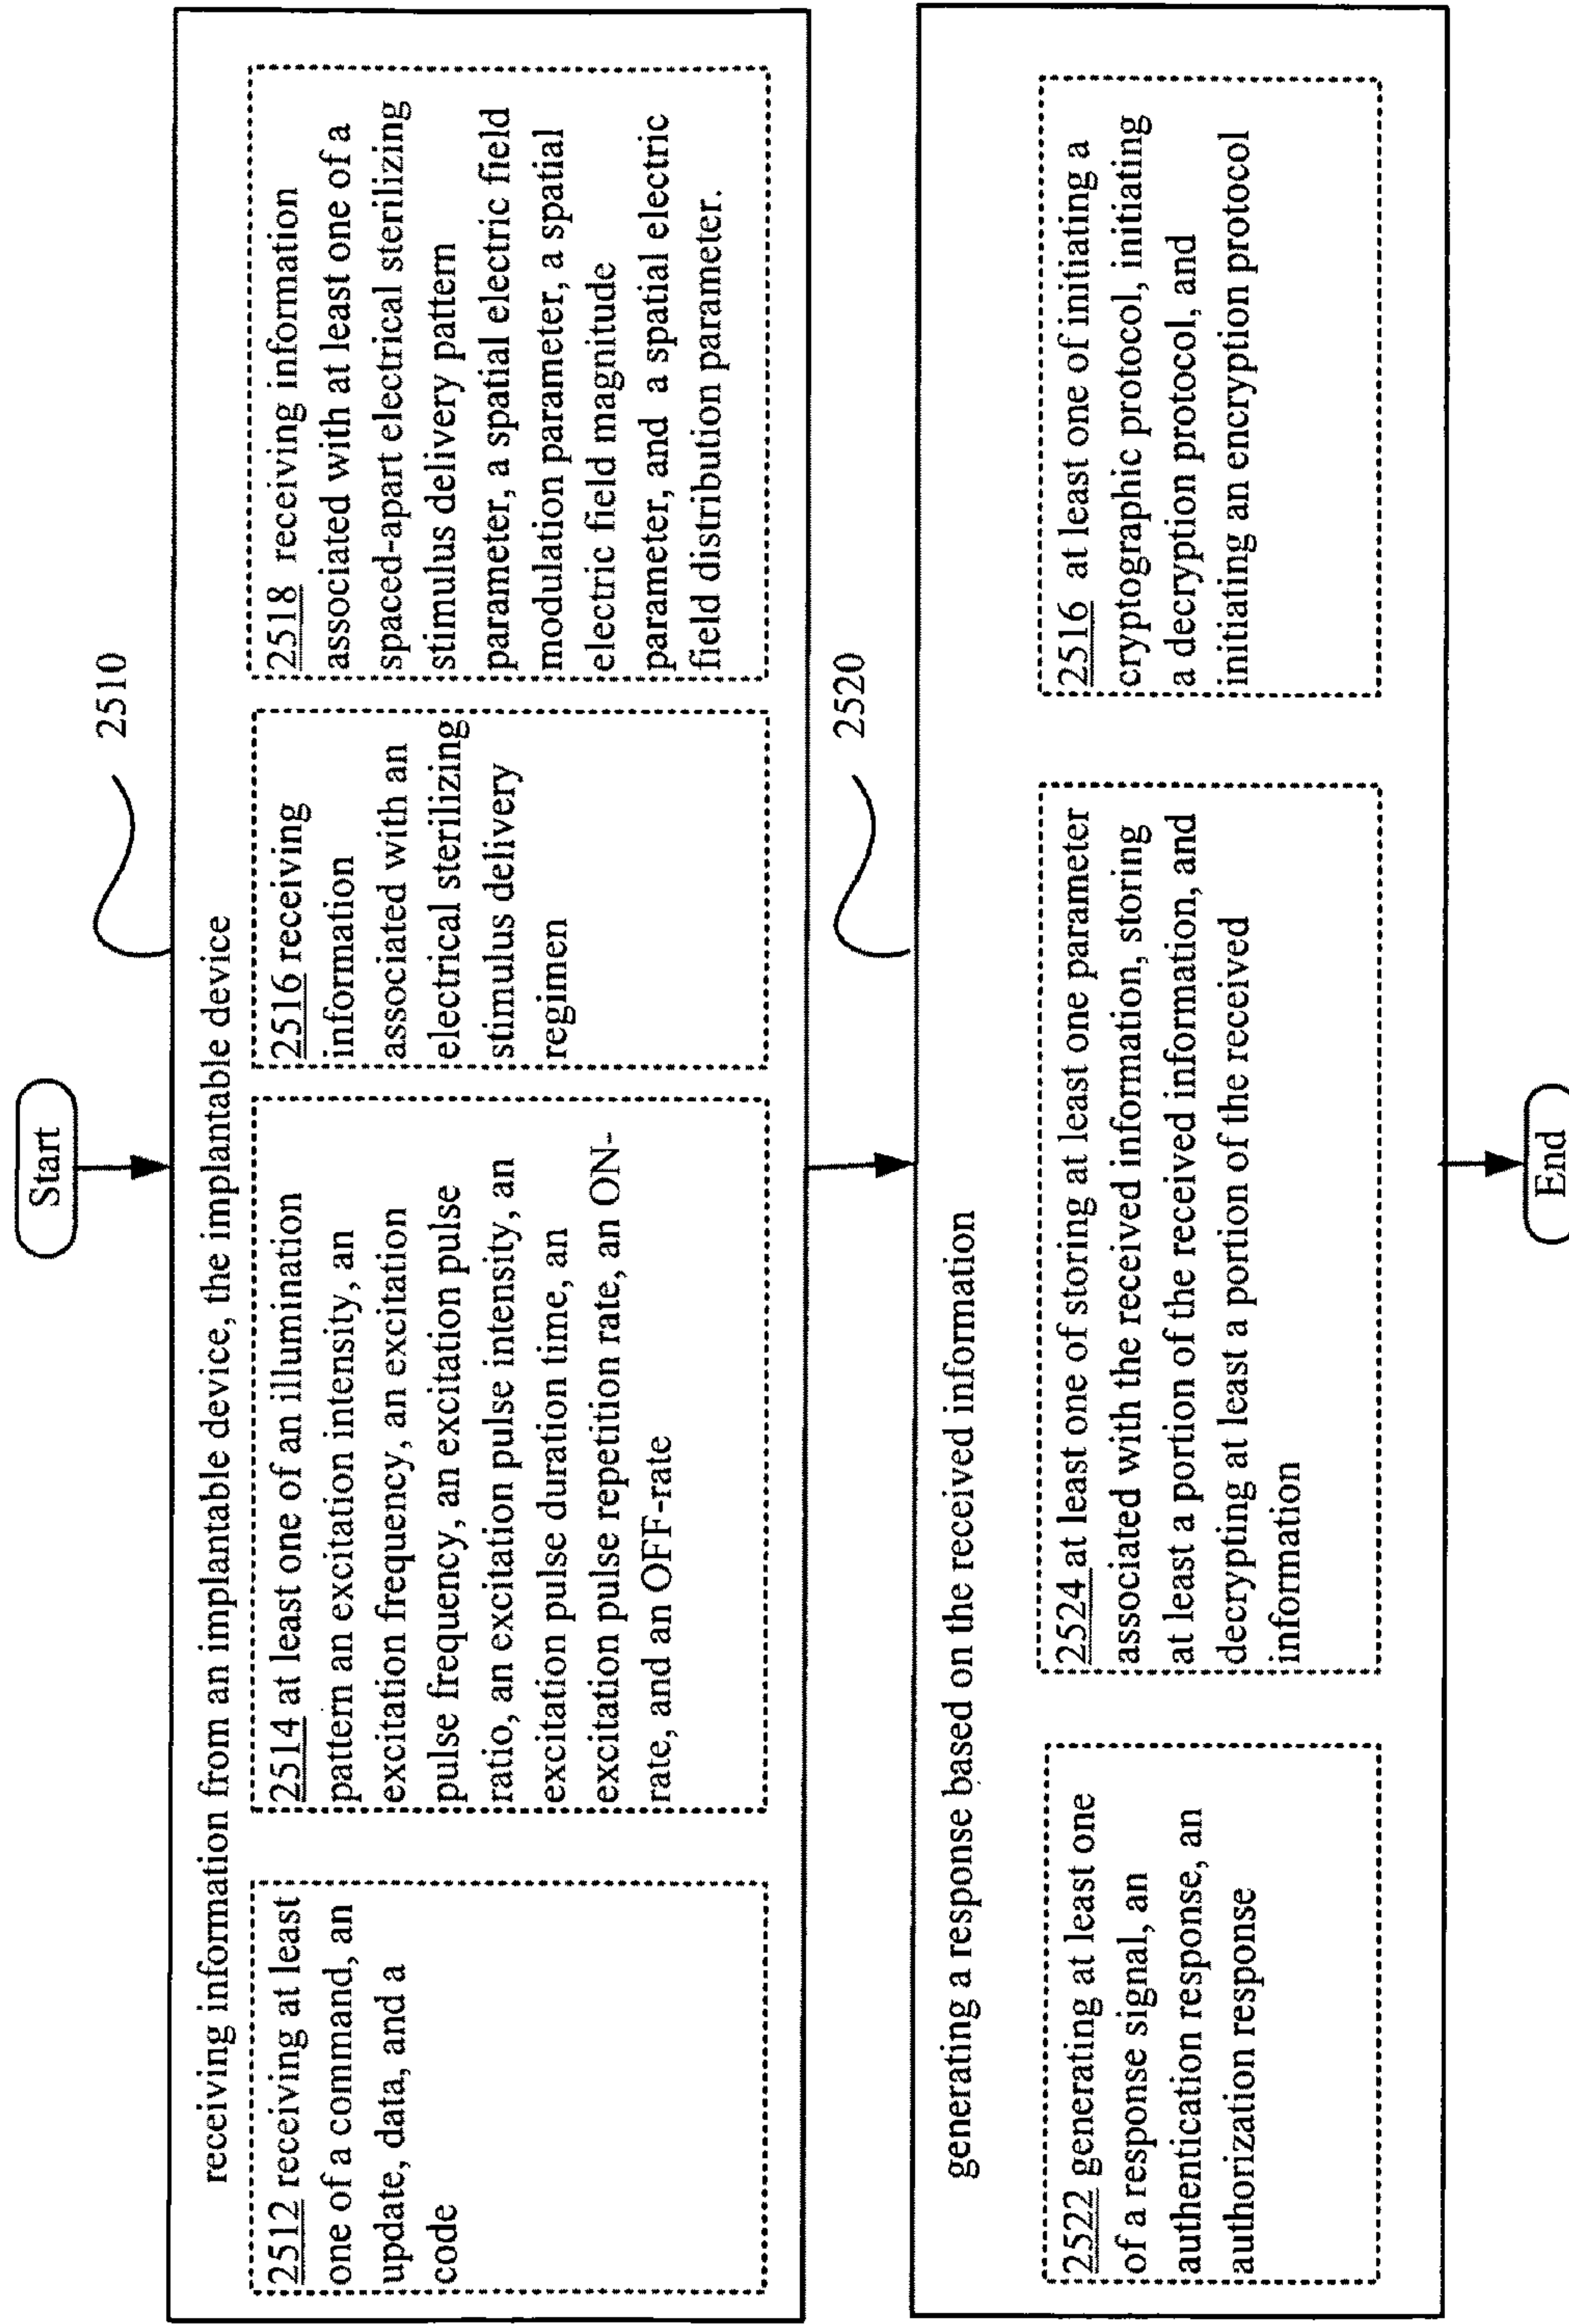 Start
2510
receiving information from an implantable device, the implantable device
2512 receiving at least
one of a command, an
update, data, and a
code
2514 at least one of an illumination
pattern an excitation intensity, an
excitation frequency, an excitation
pulse frequency, an excitation pulse
ratio, an excitation pulse intensity, an
excitation pulse duration time, an
excitation pulse repetition rate, an ON-
rate, and an OFF-rate
2516 receiving
information
associated with an
electrical sterilizing
stimulus delivery
regimen
2518 receiving information
associated with at least one of a
spaced-apart electrical sterilizing
stimulus delivery pattern
parameter, a spatial electric field
modulation parameter, a spatial
electric field magnitude
parameter, and a spatial electric
field distribution parameter.
2520
generating a response based on the received information
2522 generating at least one
of a response signal, an
authentication response, an
authorization response
2524 at least one of storing at least one parameter
associated with the received information, storing
at least a portion of the received information, and
decrypting at least a portion of the received
information
2516 at least one of initiating a
cryptographic protocol, initiating
a decryption protocol, and
initiating an encryption protocol
End